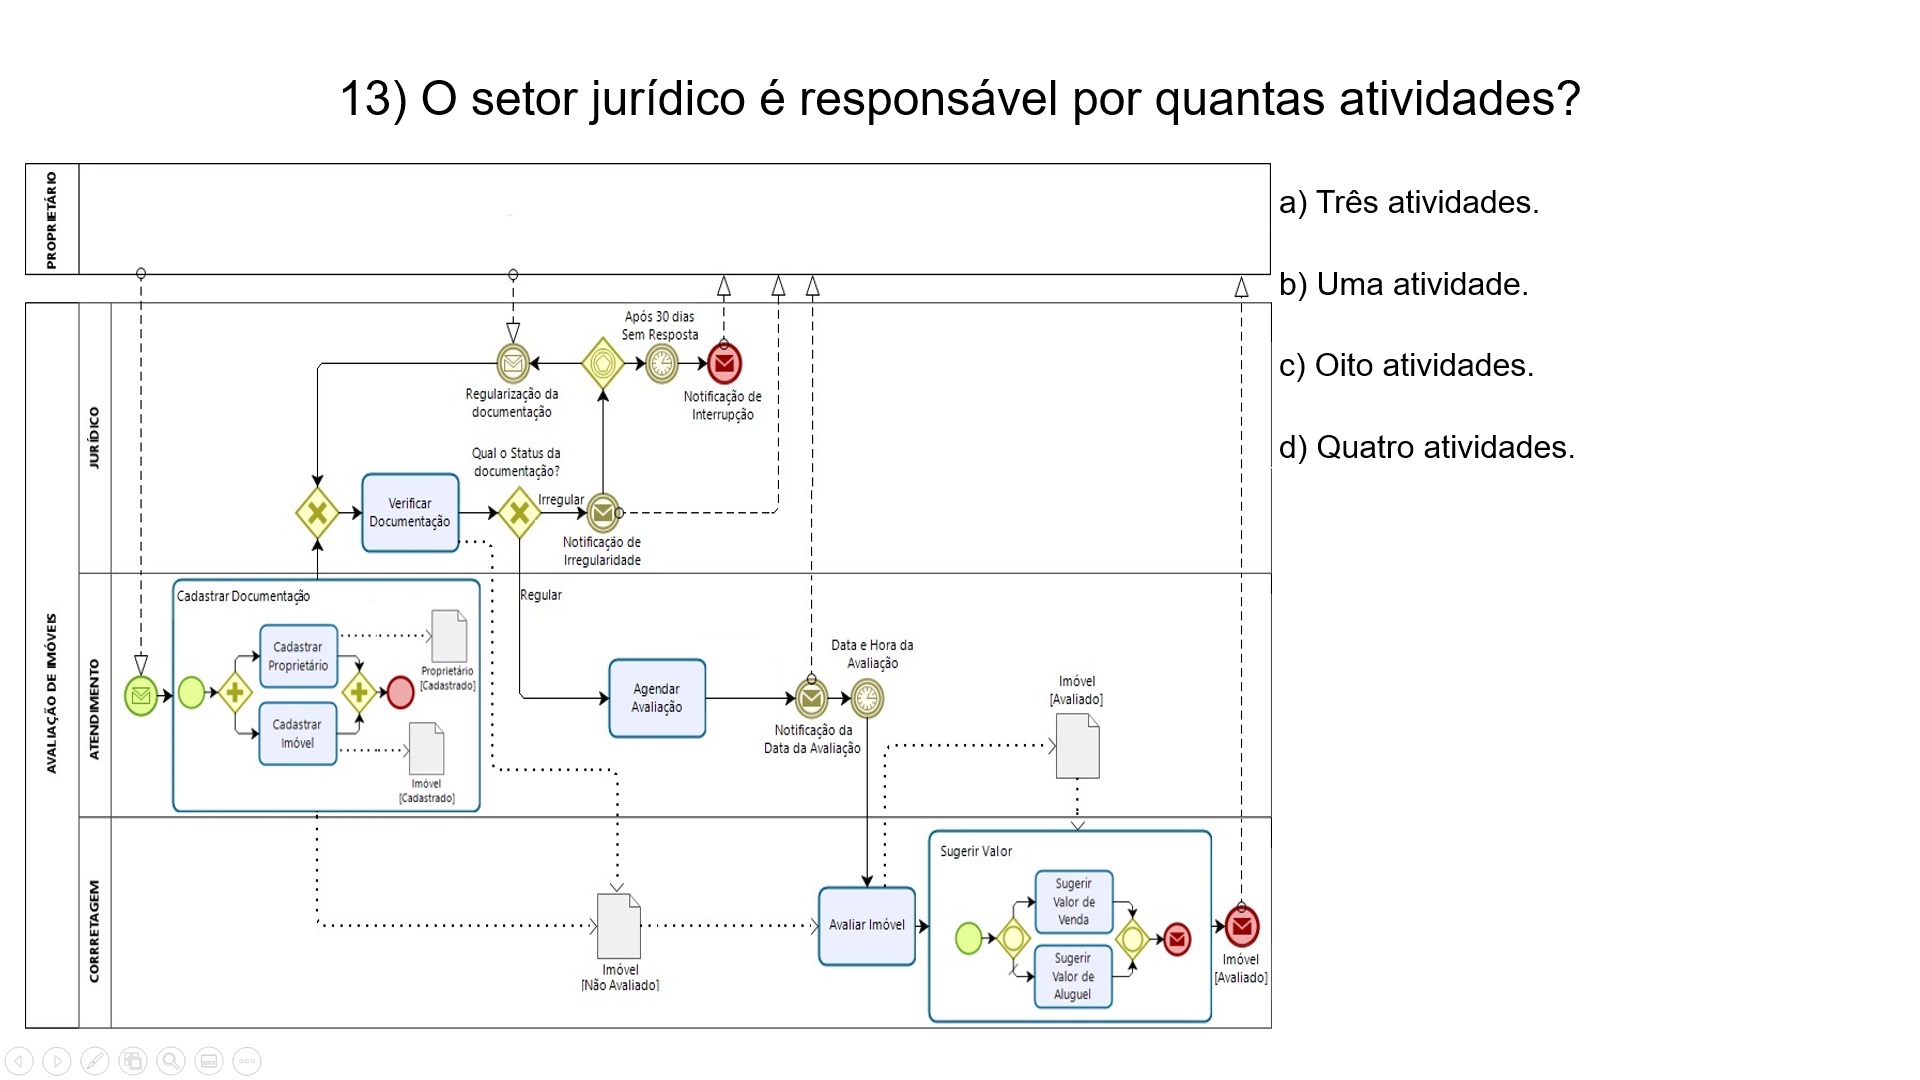 13) O setor jurídico é responsável por quantas atividades?
a) Três atividades.
b) Uma atividade.
c) Oito atividades.
d) Quatro atividades.
PROPRIETÁRIO
AVALIAÇÃO DE IMÓVEIS
JURÍDICO
Após 30 dias
Sem Resposta
Regularização da
documentação
Notificação de
Interrupção
Qual o Status da
documentação?
Verificar
Documentação
Irregular
Notificação de
Irregularidade
Regular
ATENDIMENTO
Cadastrar Documentação
Cadastrar
Proprietário
Proprietário
[Cadastrado]
Cadastrar
Imóvel
Imóvel
[Cadastrado]
Agendar
Avaliação
Data e Hora da
Avaliação
Notificação da
Data da Avaliação
Imóvel
[Avaliado]
CORRETAGEM
Imóvel
[Não Avaliado]
Avaliar Imóvel
Sugerir Valor
Sugerir
Valor de
Venda
Sugerir
Valor de
Aluguel
Imóvel
[Avaliado]